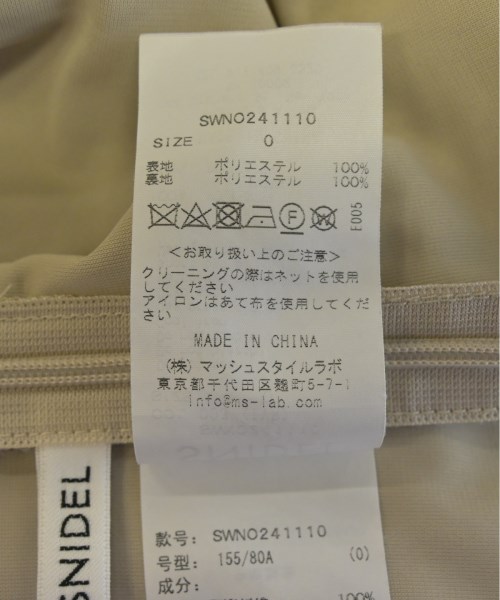 SWNO241110
SIZE 0
表地 ポリエステル 100%
裏地 ポリエステル 100%
F
W
F005
<お取り扱い上のご注意>
クリーニングの際はネットを使用
してください
アイロンはあて布を使用してくだ
さい
MADE IN CHINA
(株) マッシュスタイルラボ
東京都千代田区麹町5-7-1
info@ms-lab.com
SNIDEL
款号: SWNO241110
号型: 155/80A (0)
成分:
100%